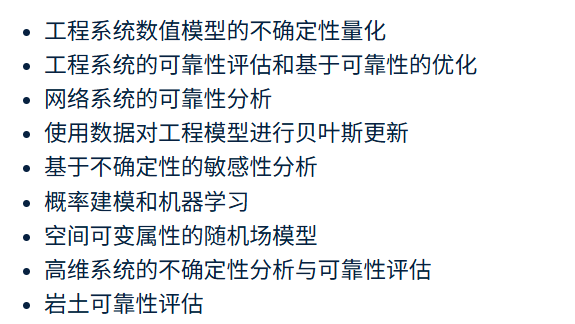 • 工程系统数值模型的不确定性量化
• 工程系统的可靠性评估和基于可靠性的优化
• 网络系统的可靠性分析
• 使用数据对工程模型进行贝叶斯更新
• 基于不确定性的敏感性分析
• 概率建模和机器学习
• 空间可变属性的随机场模型
• 高维系统的不确定性分析与可靠性评估
• 岩土可靠性评估